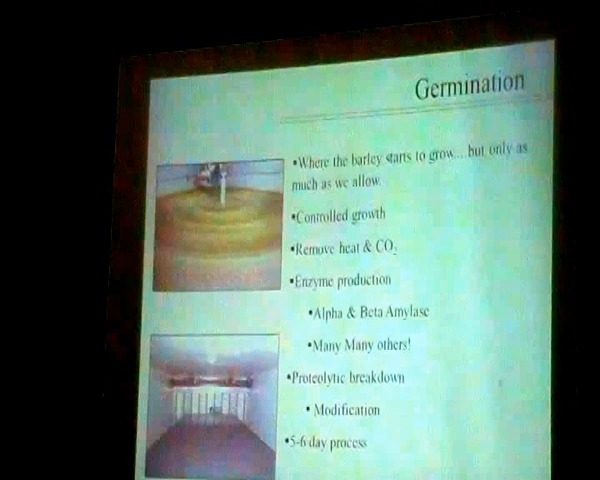 Germination
•Where the barley starts to grow....but only as
much as we allow.
•Controlled growth
•Remove heat & CO2
•Enzyme production
•Alpha & Beta Amylase
•Many Many others!
•Proteolytic breakdown
• Modification
•5-6 day process